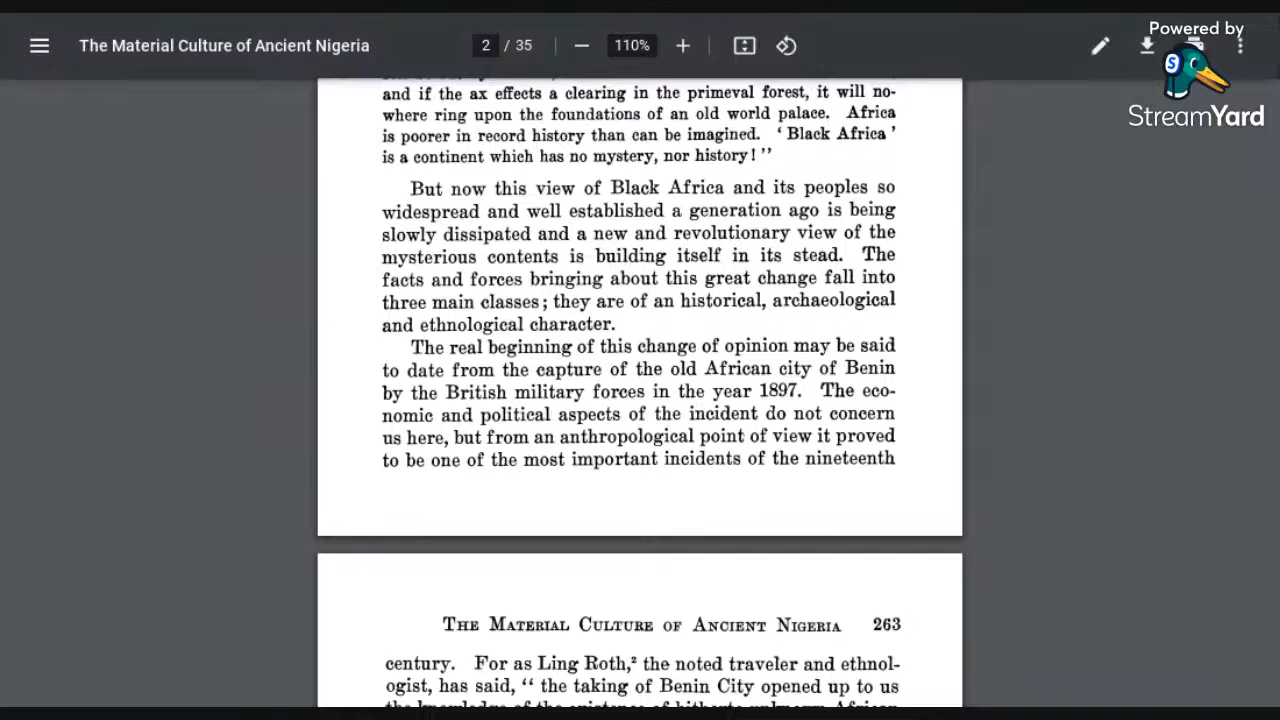 The Material Culture of Ancient Nigeria
2 / 35
110%
Powered by
StreamYard
and if the ax effects a clearing in the primeval forest, it will no-
where ring upon the foundations of an old world palace. Africa
is poorer in record history than can be imagined. ‘Black Africa’
is a continent which has no mystery, nor history!”
But now this view of Black Africa and its peoples so
widespread and well established a generation ago is being
slowly dissipated and a new and revolutionary view of the
mysterious contents is building itself in its stead. The
facts and forces bringing about this great change fall into
three main classes; they are of an historical, archaeological
and ethnological character.
The real beginning of this change of opinion may be said
to date from the capture of the old African city of Benin
by the British military forces in the year 1897. The eco-
nomic and political aspects of the incident do not concern
us here, but from an anthropological point of view it proved
to be one of the most important incidents of the nineteenth
The Material Culture of Ancient Nigeria 263
century. For as Ling Roth,² the noted traveler and ethnol-
ogist, has said, “ the taking of Benin City opened up to us